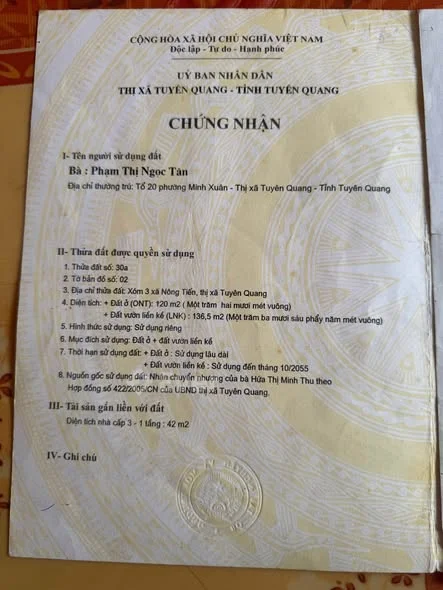 CỘNG HÒA XÃ HỘI CHỦ NGHĨA VIỆT NAM
Độc lập - Tự do - Hạnh phúc
UỶ BAN NHÂN DÂN
THỊ XÃ TUYÊN QUANG - TỈNH TUYÊN QUANG
CHỨNG NHẬN
I- Tên người sử dụng đất
Bà : Phạm Thị Ngọc Tân
Địa chỉ thường trú: Tổ 20 phường Minh Xuân - Thị xã Tuyên Quang - Tỉnh Tuyên Quang
II- Thửa đất được quyền sử dụng
1. Thửa đất số: 30a
2. Tờ bản đồ số: 02
3. Địa chỉ thửa đất: Xóm 3 xã Nông Tiến, thị xã Tuyên Quang
4. Diện tích: + Đất ở (ONT): 120 m2 ( Một trăm hai mươi mét vuông)
+ Đất vườn liền kề (LNK) : 136,5 m2 (Một trăm ba mươi sáu phẩy năm mét vuông)
5. Hình thức sử dụng: Sử dụng riêng
6. Mục đích sử dụng: Đất ở + đất vườn liền kề
7. Thời hạn sử dụng đất: + Đất ở : Sử dụng lâu dài
+ Đất vườn liền kề : Sử dụng đến tháng 10/2055
8. Nguồn gốc sử dụng đất: Nhận chuyển nhượng của bà Hứa Thị Minh Thu theo
Hợp đồng số 422/2005/CN của UBND thị xã Tuyên Quang.
III- Tài sản gắn liền với đất
Diện tích nhà cấp 3 - 1 tầng : 42 m2
IV- Ghi chú